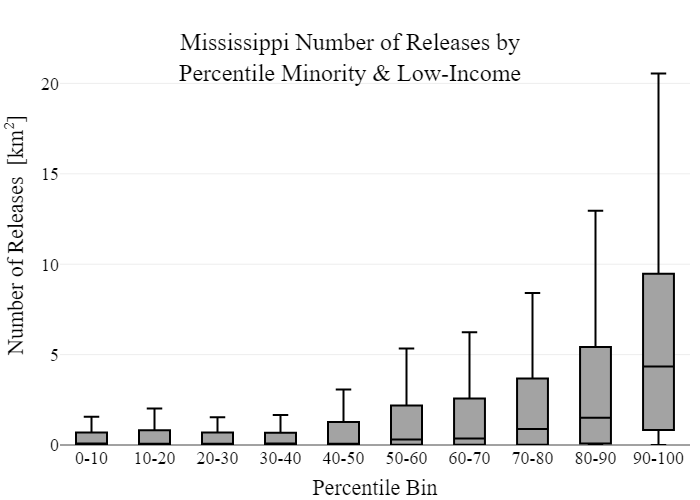 Mississippi Number of Releases by
Percentile Minority & Low-Income
Number of Releases [km²]
20
15
10
5
0
0-10 10-20 20-30 30-40 40-50 50-60 60-70 70-80 80-90 90-100
Percentile Bin